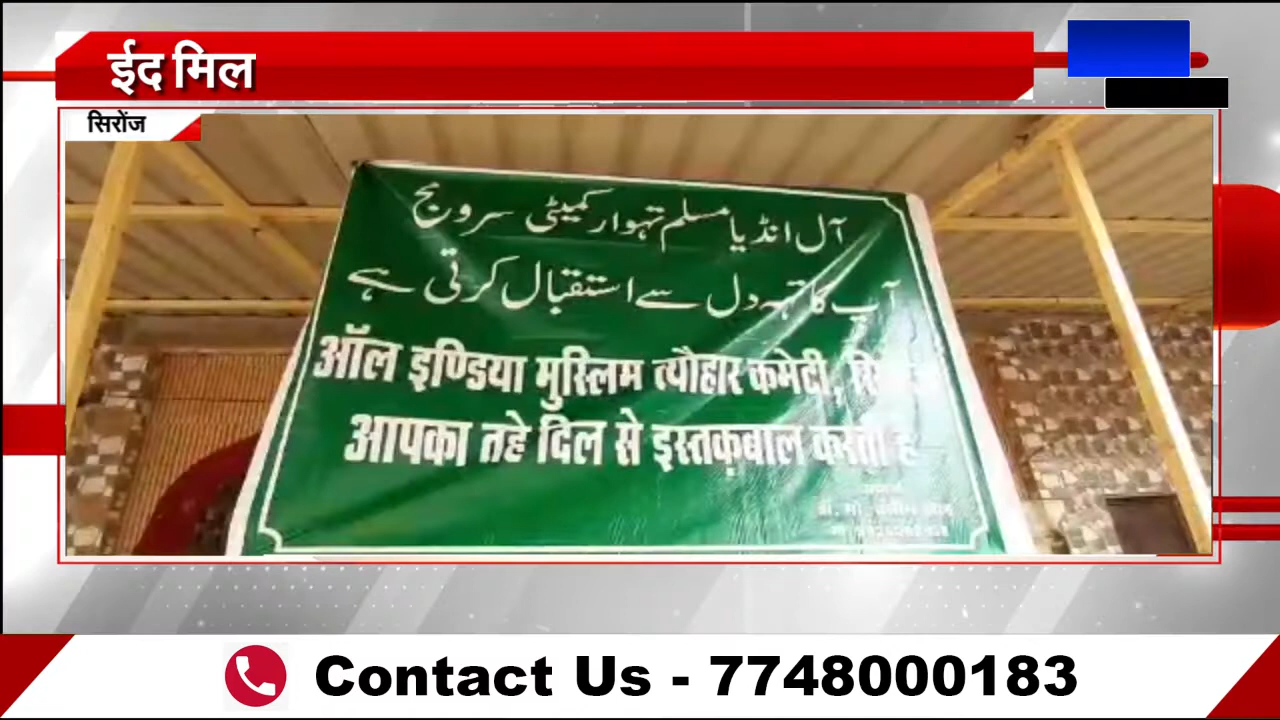 ईद मिल
सिरोंज
آل انڈیا مسلم تہوار کمیٹی سرونج
آپ کا تہہ دل سے استقبال کرتی ہے
ऑल इण्डिया मुस्लिम त्यौहार कमेटी,
आपका तहे दिल से इस्तक़बाल करती है
Contact Us - 7748000183